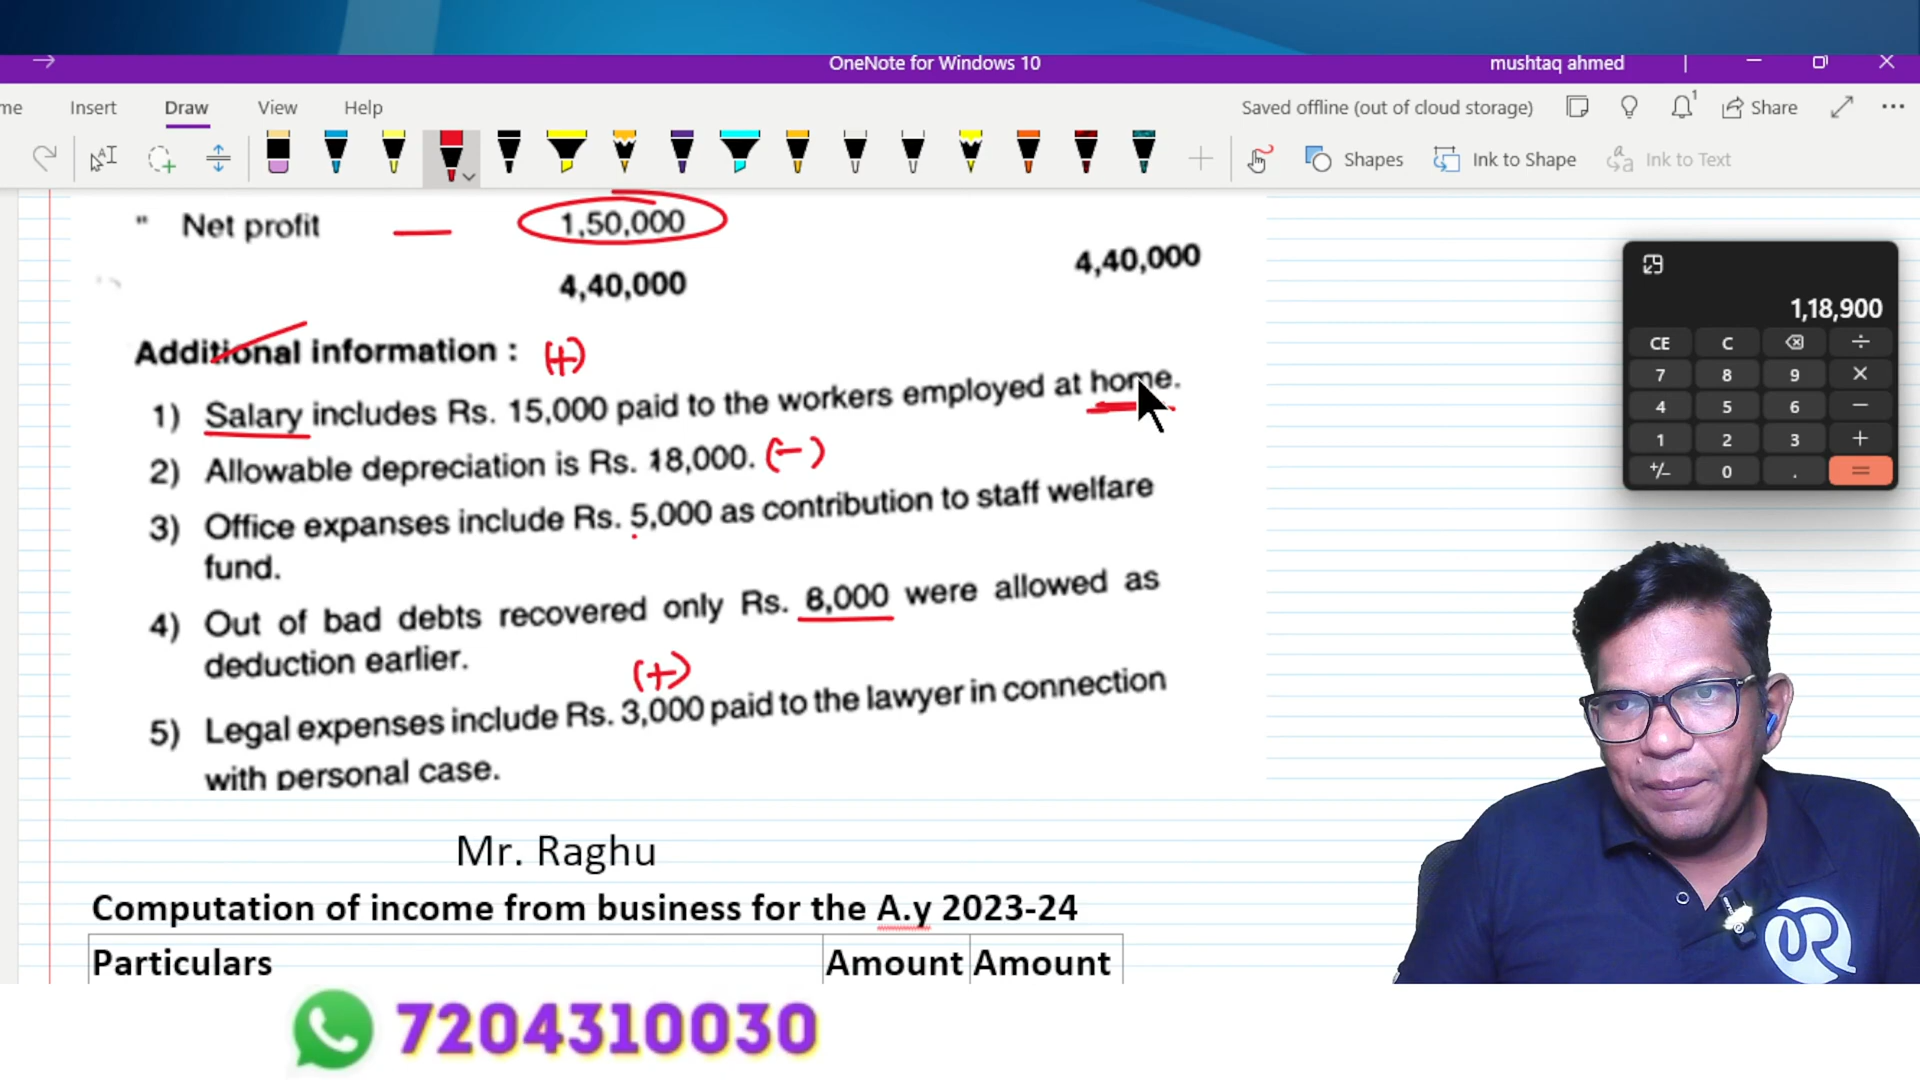 OneNote for Windows 10
mushtaq ahmed
me Insert Draw View Help
Saved offline (out of cloud storage)
1
Share
Shapes
Ink to Shape
Ink to Text
" Net profit — 1,50,000
4,40,000 4,40,000
Additional information : (+)
1) Salary includes Rs. 15,000 paid to the workers employed at home.
2) Allowable depreciation is Rs. 18,000. (-)
3) Office expanses include Rs. 5,000 as contribution to staff welfare
fund.
4) Out of bad debts recovered only Rs. 8,000 were allowed as
deduction earlier.
(+)
5) Legal expenses include Rs. 3,000 paid to the lawyer in connection
with personal case.
Mr. Raghu
Computation of income from business for the A.y 2023-24
Particulars Amount Amount
7204310030
1,18,900
CE C ⌫ ÷
7 8 9 ×
4 5 6 −
1 2 3 +
+/− 0 . =